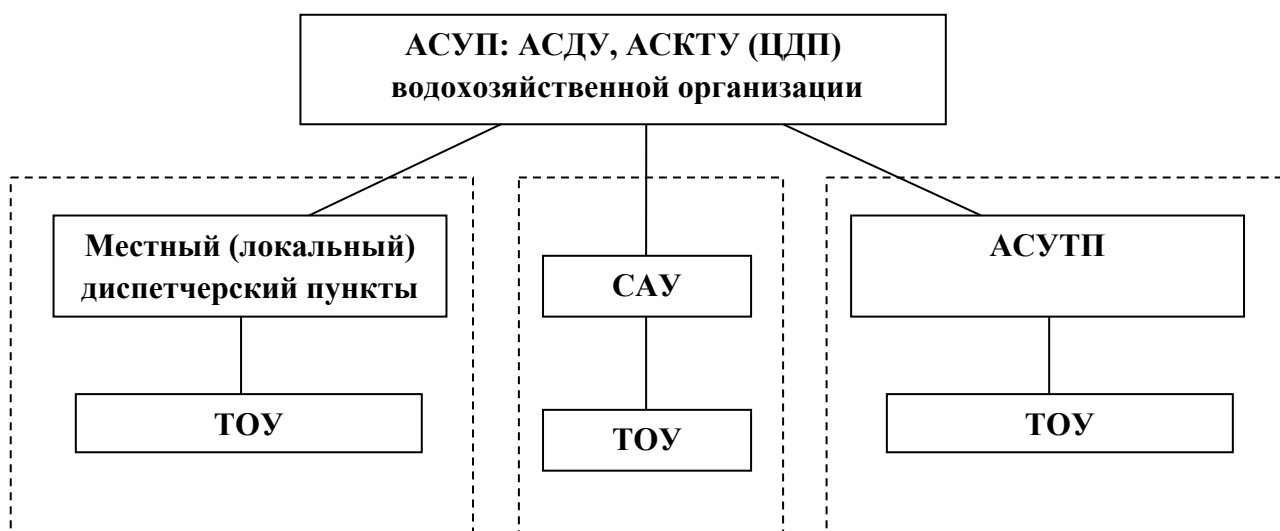 АСУП: АСДУ, АСКТУ (ЦДП)
водохозяйственной организации
Местный (локальный)
диспетчерский пункты
САУ
АСУТП
ТОУ
ТОУ
ТОУ